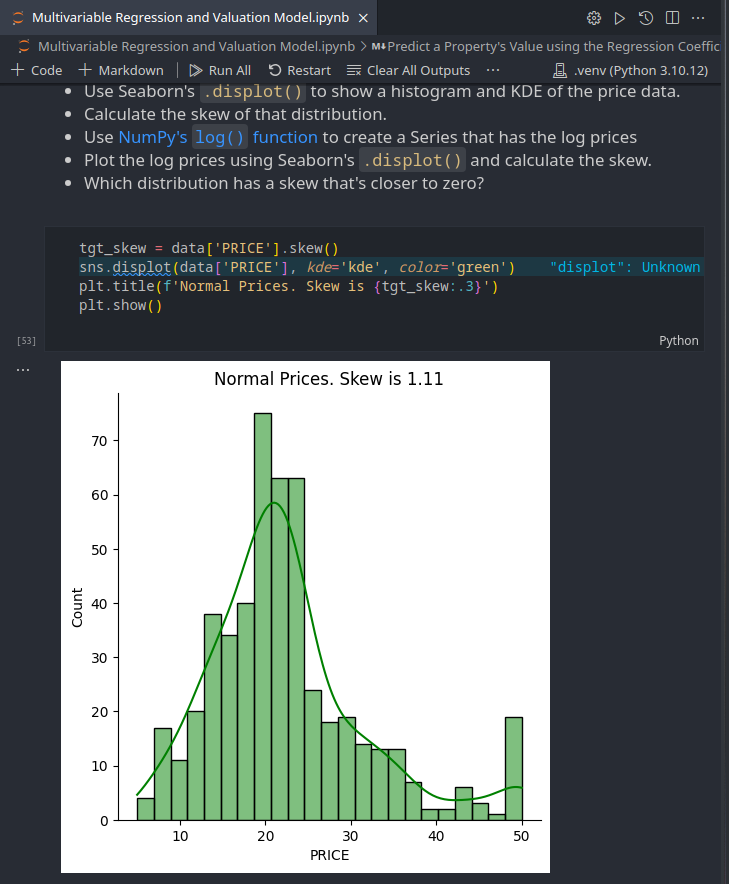 Multivariable Regression and Valuation Model.ipynb ×
Multivariable Regression and Valuation Model.ipynb > M↓Predict a Property's Value using the Regression Coeffic
+ Code + Markdown | Run All Restart Clear All Outputs ... .venv (Python 3.10.12)
• Use Seaborn's .displot() to show a histogram and KDE of the price data.
• Calculate the skew of that distribution.
• Use NumPy's log() function to create a Series that has the log prices
• Plot the log prices using Seaborn's .displot() and calculate the skew.
• Which distribution has a skew that's closer to zero?
tgt_skew = data['PRICE'].skew()
sns.displot(data['PRICE'], kde='kde', color='green') "displot": Unknown
plt.title(f'Normal Prices. Skew is {tgt_skew:.3}')
plt.show()
[53]
Python
...
Normal Prices. Skew is 1.11
70
60
50
40
30
20
10
0
Count
10 20 30 40 50
PRICE